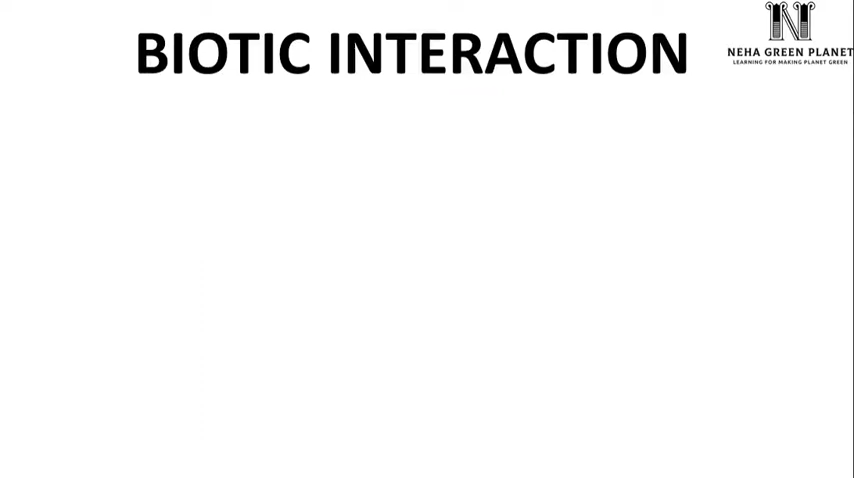 BIOTIC INTERACTION
N
NEHA GREEN PLANET
LEARNING FOR MAKING PLANET GREEN